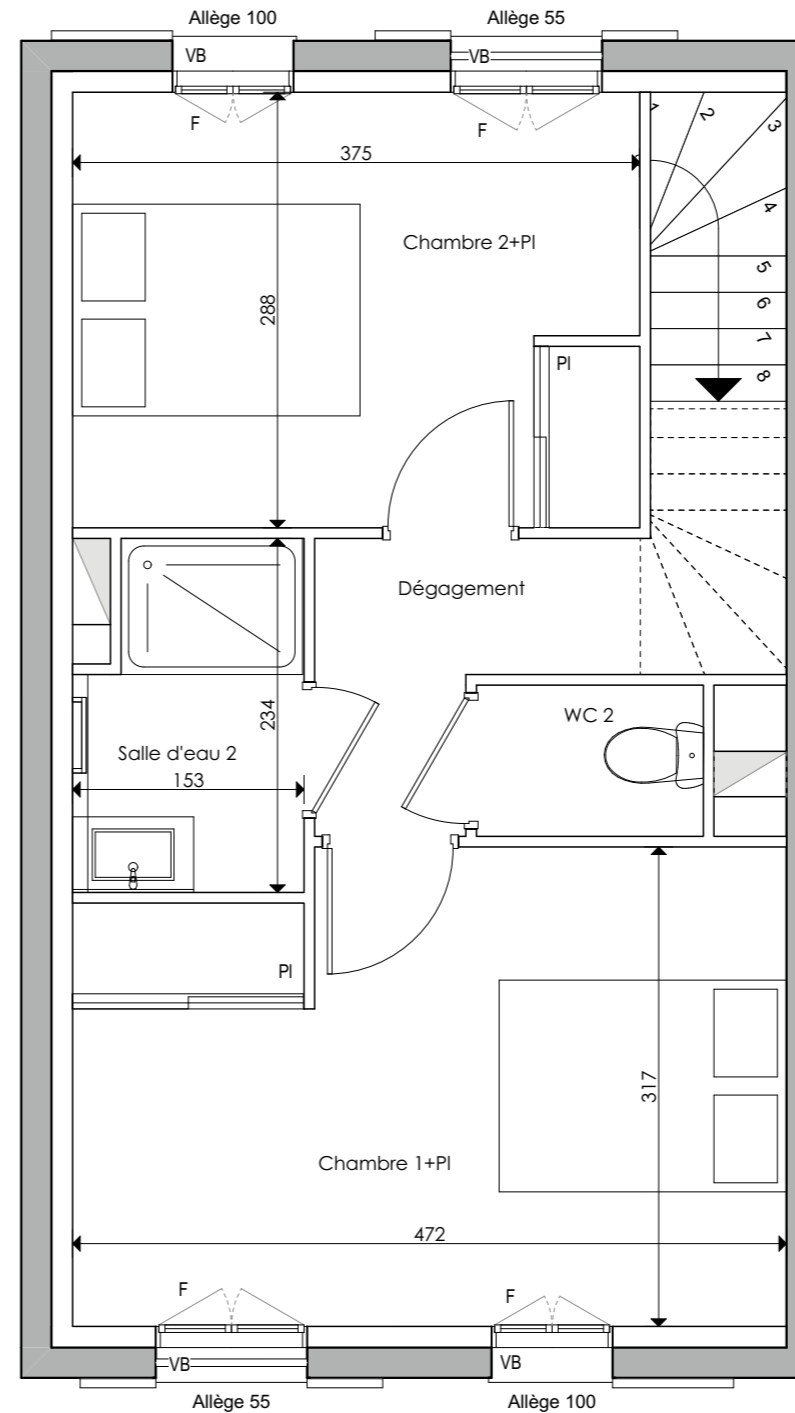 Allège 100
Allège 55
VB
VB
F
F
375
1
2
3
4
5
6
7
8
Chambre 2+Pl
288
Pl
Dégagement
234
WC 2
Salle d'eau 2
153
Pl
317
Chambre 1+Pl
472
F
F
VB
VB
Allège 55
Allège 100